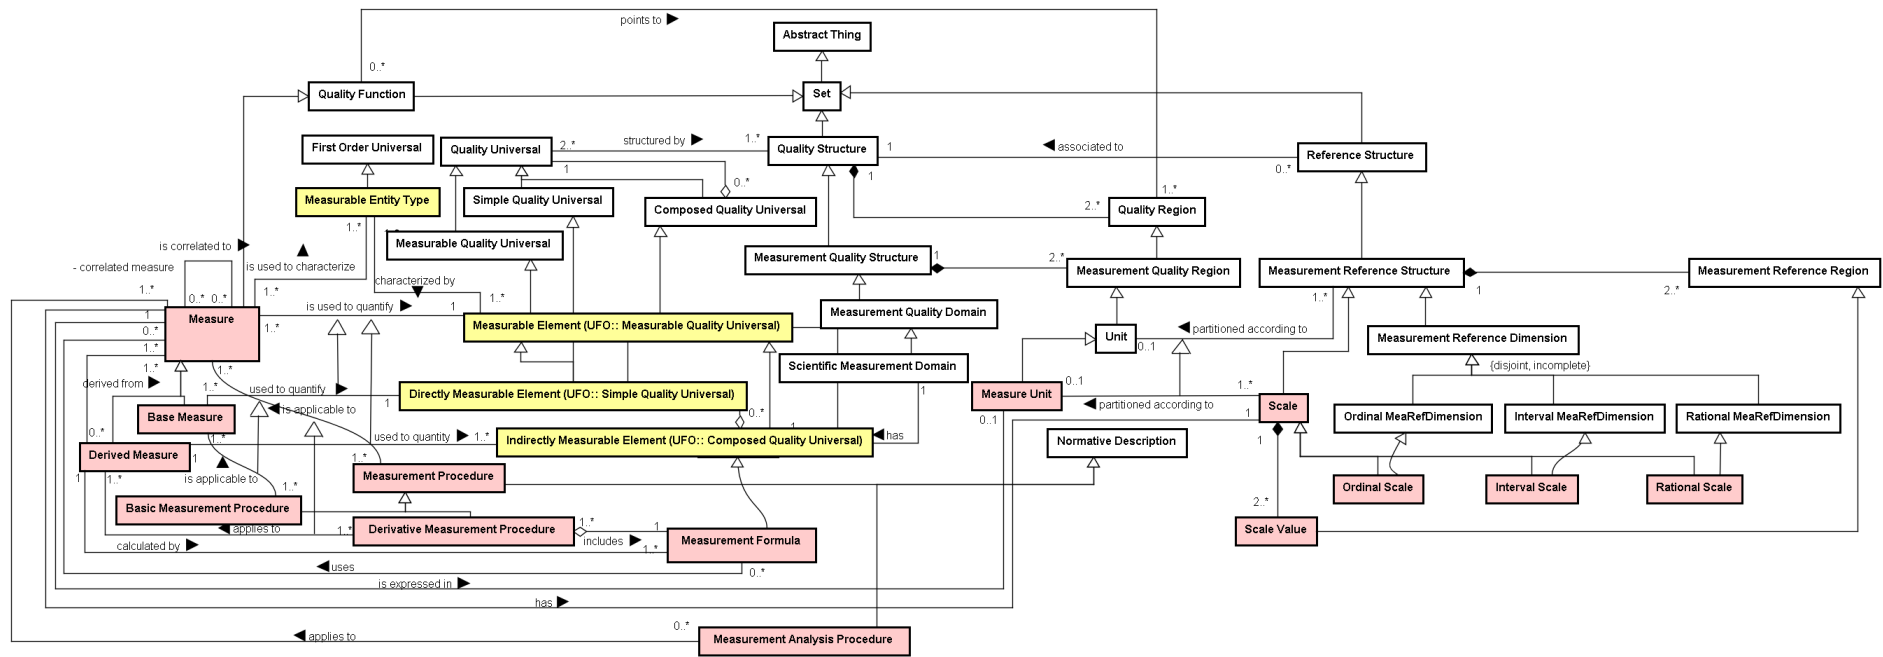 points to ▶
Abstract Thing
0..*
Quality Function
Set
First Order Universal
Quality Universal
2..*
structured by ▶
1..*
Quality Structure
1
◀ associated to
0..*
Reference Structure
1
0..*
1
1..*
Measurable Entity Type
Simple Quality Universal
Composed Quality Universal
2..*
Quality Region
1..*
is correlated to ▶
▲
is used to characterize
Measurable Quality Universal
Measurement Quality Structure
1
2..*
Measurement Quality Region
Measurement Reference Structure
1
2..*
Measurement Reference Region
- correlated measure
characterized by
▼
1..*
0..*
0..*
1..*
is used to quantify ▶
1
1..*
Measurement Quality Domain
1..*
1
0..*
1..*
Measure
1..*
Measurable Element (UFO:: Measurable Quality Universal)
Unit
0..1
◀ partitioned according to
Measurement Reference Dimension
{disjoint, incomplete}
1..*
1..*
Scientific Measurement Domain
derived from ▶
1..*
used to quantify ▶
1
Directly Measurable Element (UFO:: Simple Quality Universal)
1
Measure Unit
0..1
◀ partitioned according to
1..*
Scale
0..1
1
1
Base Measure
◀ is applicable to
0..*
Ordinal MeaRefDimension
Interval MeaRefDimension
Rational MeaRefDimension
0..*
1..*
used to quantity ▶
1..*
1
Indirectly Measurable Element (UFO:: Composed Quality Universal)
◀ has
Normative Description
Derived Measure
1
1..*
1
1..*
▲
is applicable to
1..*
Measurement Procedure
Ordinal Scale
Interval Scale
Rational Scale
1..*
Basic Measurement Procedure
2..*
◀ applies to
1..*
Derivative Measurement Procedure
1..*
includes ▶
1
1..*
Measurement Formula
Scale Value
calculated by ▶
◀ uses
0..*
is expressed in ▶
has ▶
◀ applies to
0..*
Measurement Analysis Procedure